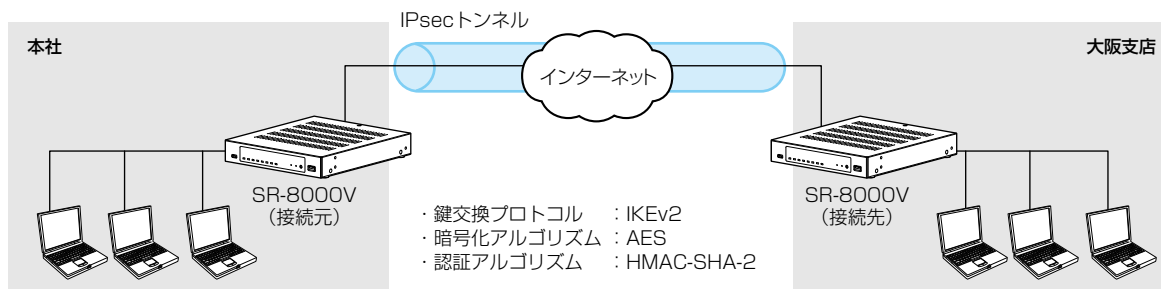 IPsecトンネル
本社
大阪支店
インターネット
SR-8000V
（接続元）
SR-8000V
（接続先）
・鍵交換プロトコル ：IKEv2
・暗号化アルゴリズム：AES
・認証アルゴリズム ：HMAC-SHA-2